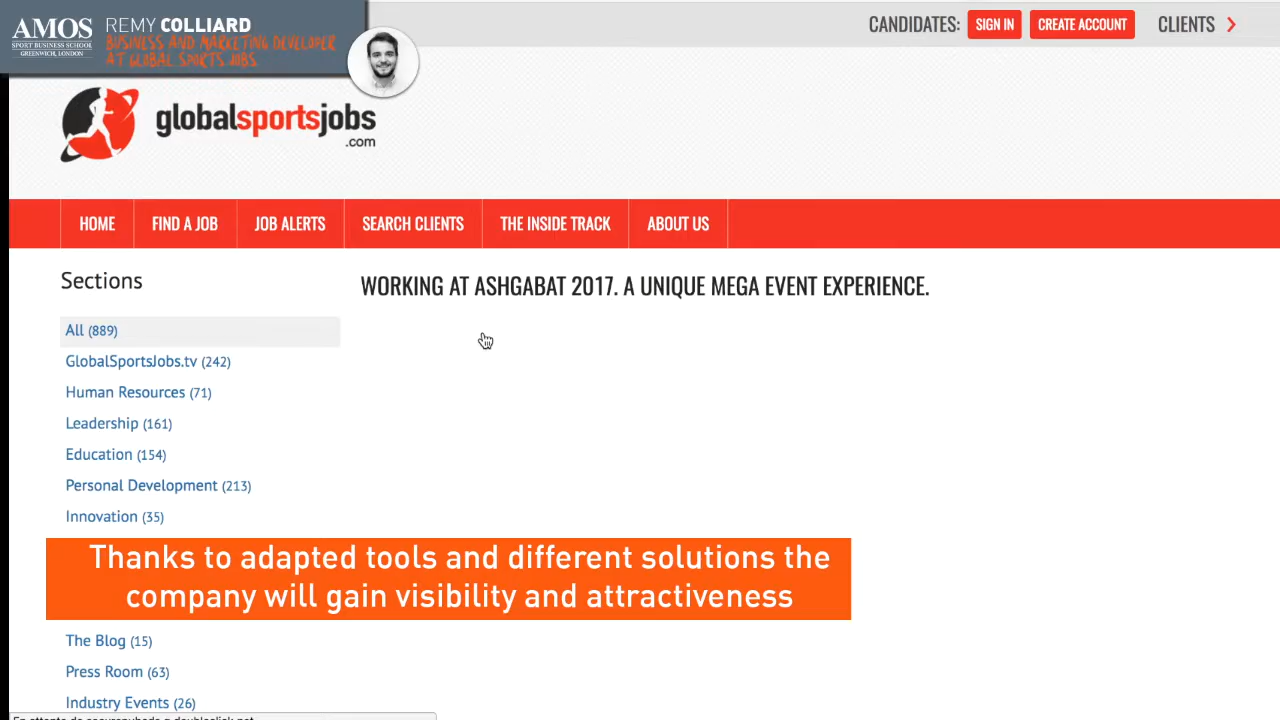 AMOS
SPORT BUSINESS SCHOOL
GREENWICH, LONDON
REMY COLLIARD
BUSINESS AND MARKETING DEVELOPER
AT GLOBAL SPORTS JOBS.
CANDIDATES: SIGN IN CREATE ACCOUNT CLIENTS
globalsportsjobs
.com
HOME FIND A JOB JOB ALERTS SEARCH CLIENTS THE INSIDE TRACK ABOUT US
Sections
WORKING AT ASHGABAT 2017. A UNIQUE MEGA EVENT EXPERIENCE.
All (889)
GlobalSportsJobs.tv (242)
Human Resources (71)
Leadership (161)
Education (154)
Personal Development (213)
Innovation (35)
Thanks to adapted tools and different solutions the
company will gain visibility and attractiveness
The Blog (15)
Press Room (63)
Industry Events (26)